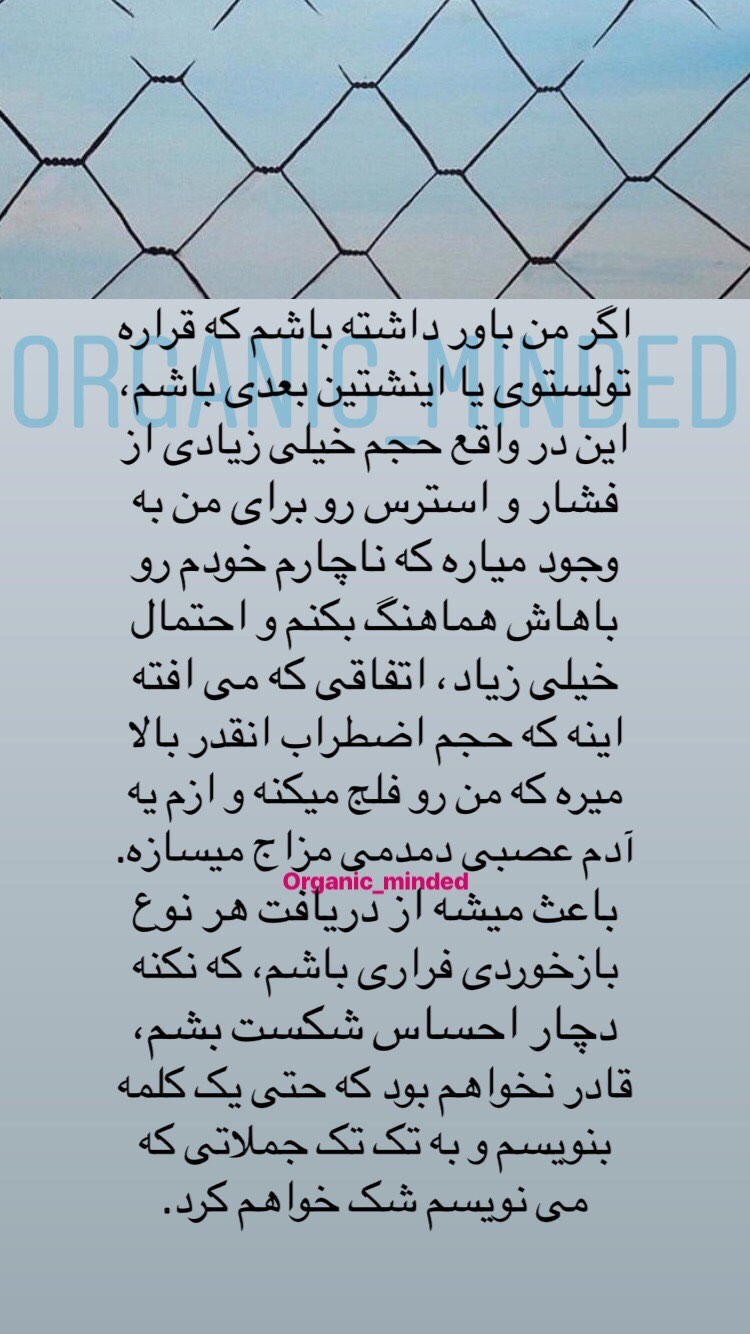 اگر من باور داشته باشم که قراره
ORGANIC_MINDED
تولستوی یا اینشتین بعدی باشم،
این در واقع حجم خیلی زیادی از
فشار و استرس رو برای من به
وجود میاره که ناچارم خودم رو
باهاش هماهنگ بکنم و احتمال
خیلی زیاد، اتفاقی که می افته
اینه که حجم اضطراب انقدر بالا
میره که من رو فلج میکنه و ازم یه
آدم عصبی دمدمی مزاج میسازه.
Organic_minded
باعث میشه از دریافت هر نوع
بازخوردی فراری باشم، که نکنه
دچار احساس شکست بشم،
قادر نخواهم بود که حتی یک کلمه
بنویسم و به تک تک جملاتی که
می نویسم شک خواهم کرد.